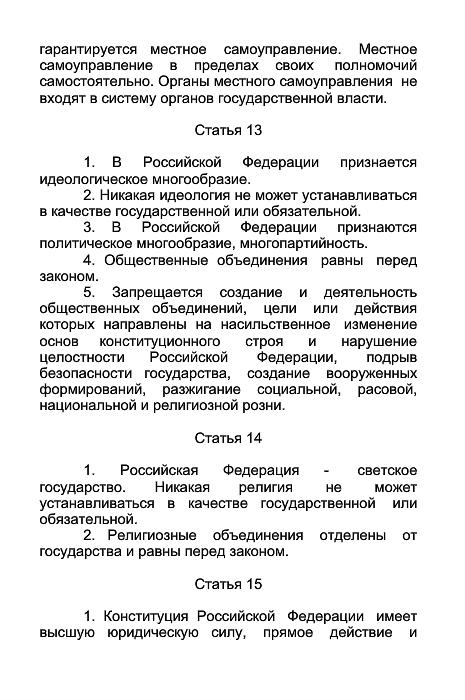 гарантируется местное самоуправление. Местное
самоуправление в пределах своих полномочий
самостоятельно. Органы местного самоуправления не
входят в систему органов государственной власти.
Статья 13
1. В Российской Федерации признается
идеологическое многообразие.
2. Никакая идеология не может устанавливаться
в качестве государственной или обязательной.
3. В Российской Федерации признаются
политическое многообразие, многопартийность.
4. Общественные объединения равны перед
законом.
5. Запрещается создание и деятельность
общественных объединений, цели или действия
которых направлены на насильственное изменение
основ конституционного строя и нарушение
целостности Российской Федерации, подрыв
безопасности государства, создание вооруженных
формирований, разжигание социальной, расовой,
национальной и религиозной розни.
Статья 14
1. Российская Федерация - светское
государство. Никакая религия не может
устанавливаться в качестве государственной или
обязательной.
2. Религиозные объединения отделены от
государства и равны перед законом.
Статья 15
1. Конституция Российской Федерации имеет
высшую юридическую силу, прямое действие и